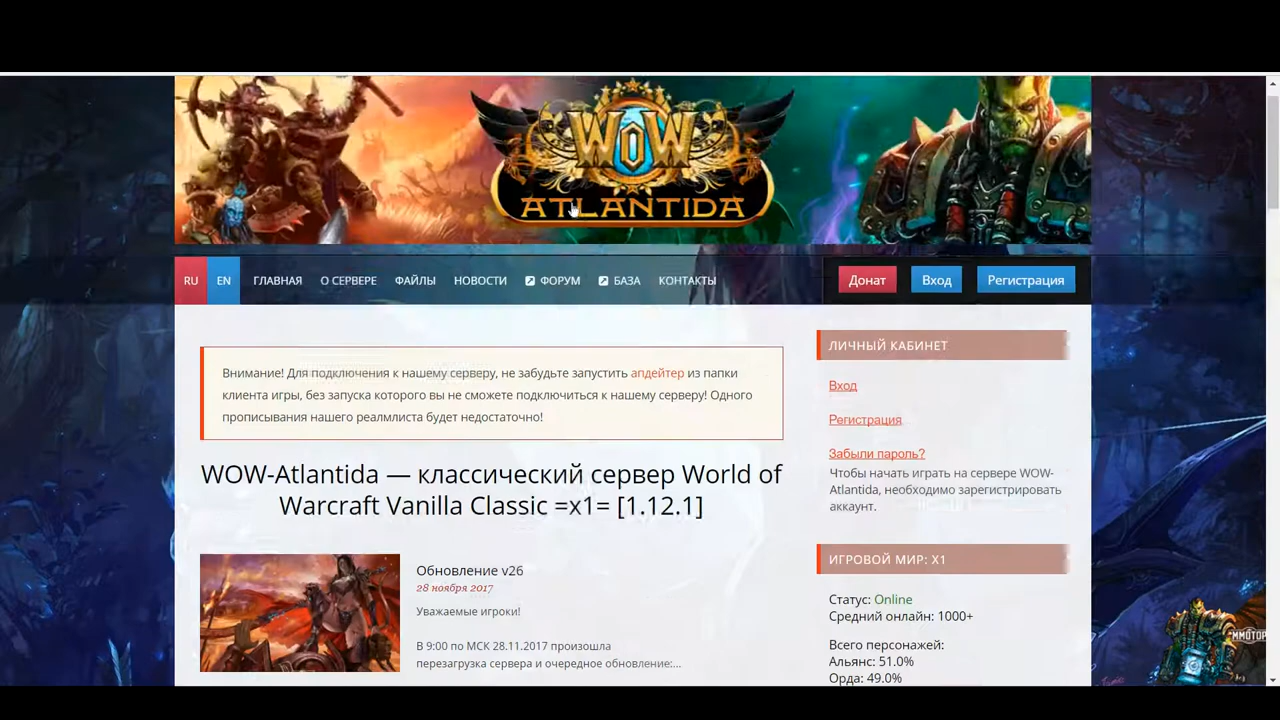 WOW
ATLANTIDA
RU EN ГЛАВНАЯ О СЕРВЕРЕ ФАЙЛЫ НОВОСТИ ФОРУМ БАЗА КОНТАКТЫ Донат Вход Регистрация
Внимание! Для подключения к нашему серверу, не забудьте запустить апдейтер из папки
клиента игры, без запуска которого вы не сможете подключиться к нашему серверу! Одного
прописывания нашего реалмлиста будет недостаточно!
WOW-Atlantida — классический сервер World of
Warcraft Vanilla Classic =x1= [1.12.1]
Обновление v26
28 ноября 2017
Уважаемые игроки!
В 9:00 по МСК 28.11.2017 произошла
перезагрузка сервера и очередное обновление:...
ЛИЧНЫЙ КАБИНЕТ
Вход
Регистрация
Забыли пароль?
Чтобы начать играть на сервере WOW-
Atlantida, необходимо зарегистрировать
аккаунт.
ИГРОВОЙ МИР: X1
Статус: Online
Средний онлайн: 1000+
Всего персонажей:
Альянс: 51.0%
Орда: 49.0%